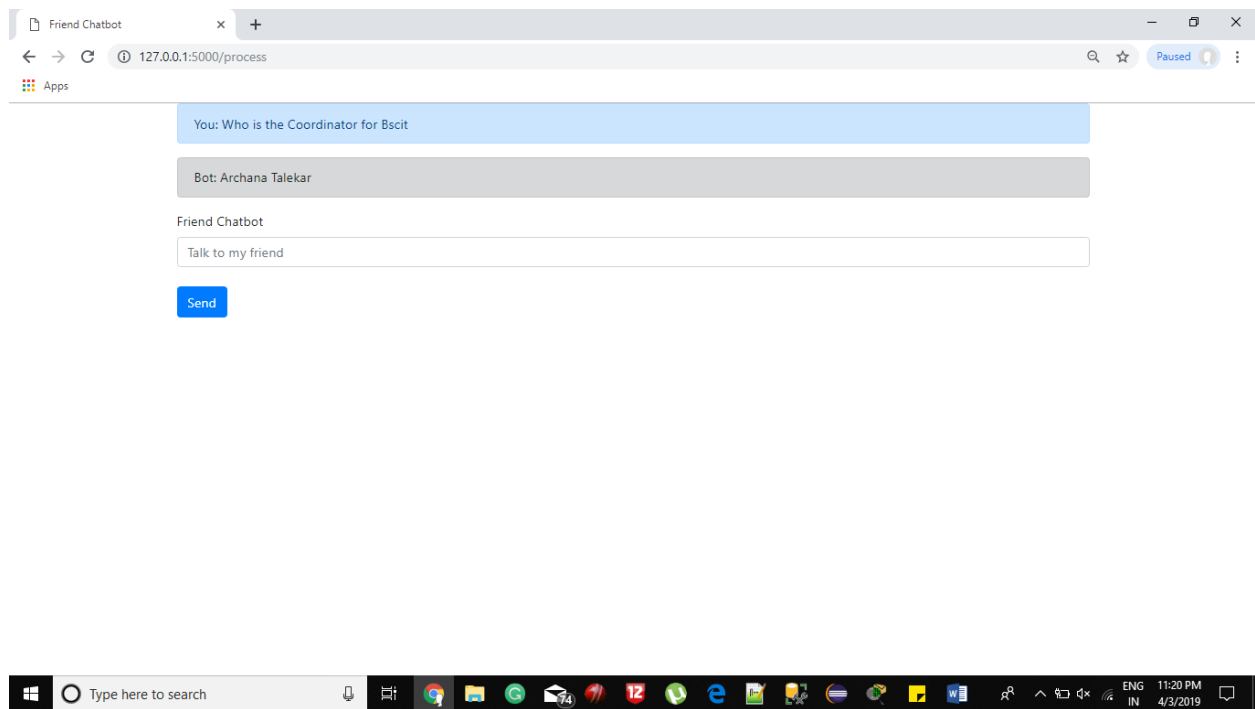 Friend Chatbot
127.0.0.1:5000/process
Paused
Apps
You: Who is the Coordinator for Bscit
Bot: Archana Talekar
Friend Chatbot
Talk to my friend
Send
Type here to search
74
12
ENG 11:20 PM
IN 4/3/2019